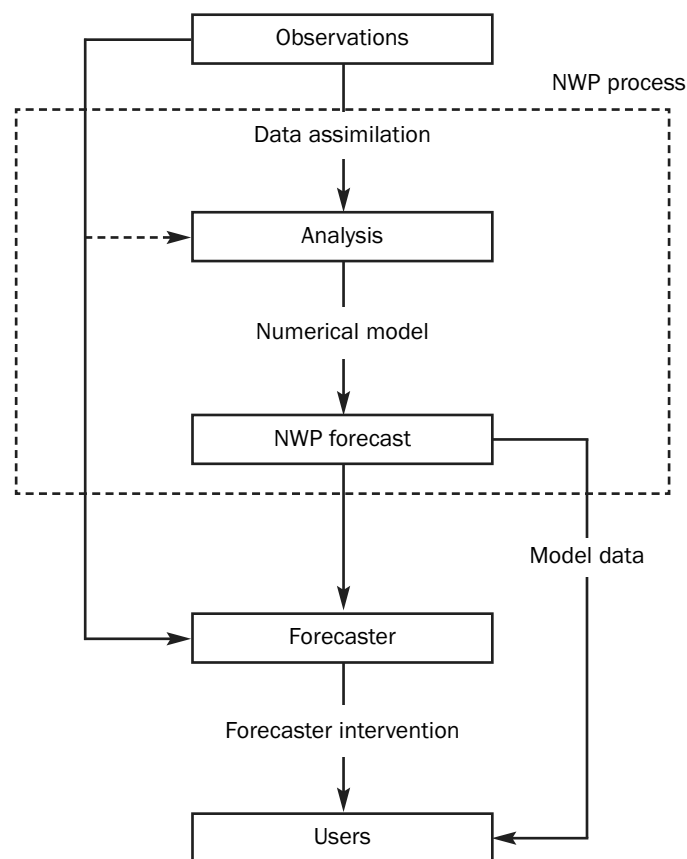 Observations
NWP process
Data assimilation
Analysis
Numerical model
NWP forecast
Model data
Forecaster
Forecaster intervention
Users